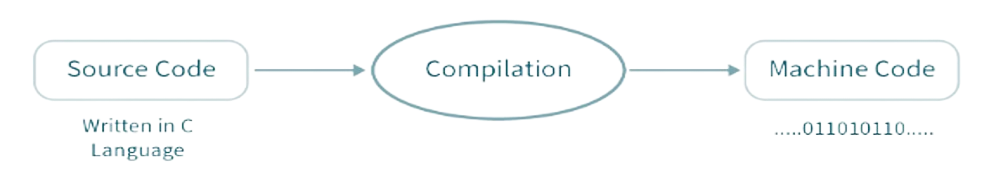 Source Code
Compilation
Machine Code
Written in C
Language
.....011010110.....